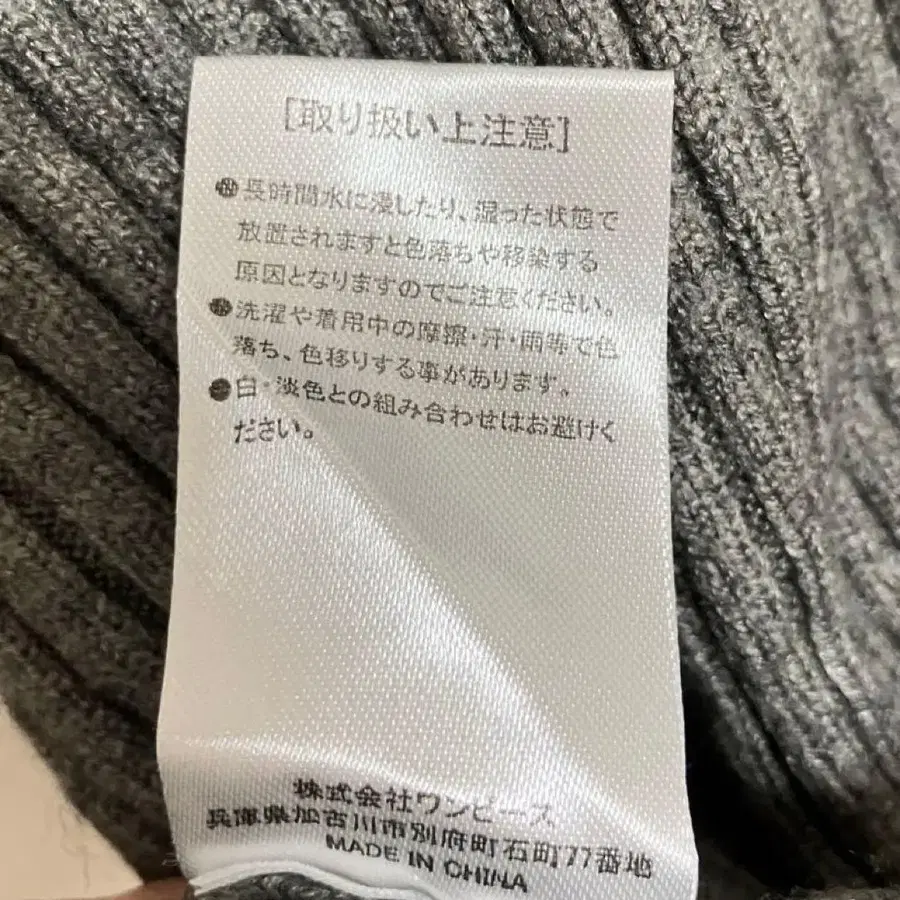 [取り扱い上注意]
●長時間水に浸したり、湿った状態で
放置されますと色落ちや移染する
原因となりますのでご注意ください。
●洗濯や着用中の摩擦・汗・雨等で色
落ち、色移りする事があります。
●白・淡色との組み合わせはお避けく
ださい。
株式会社ワンピース
兵庫県加古川市別府町石町77番地
MADE IN CHINA